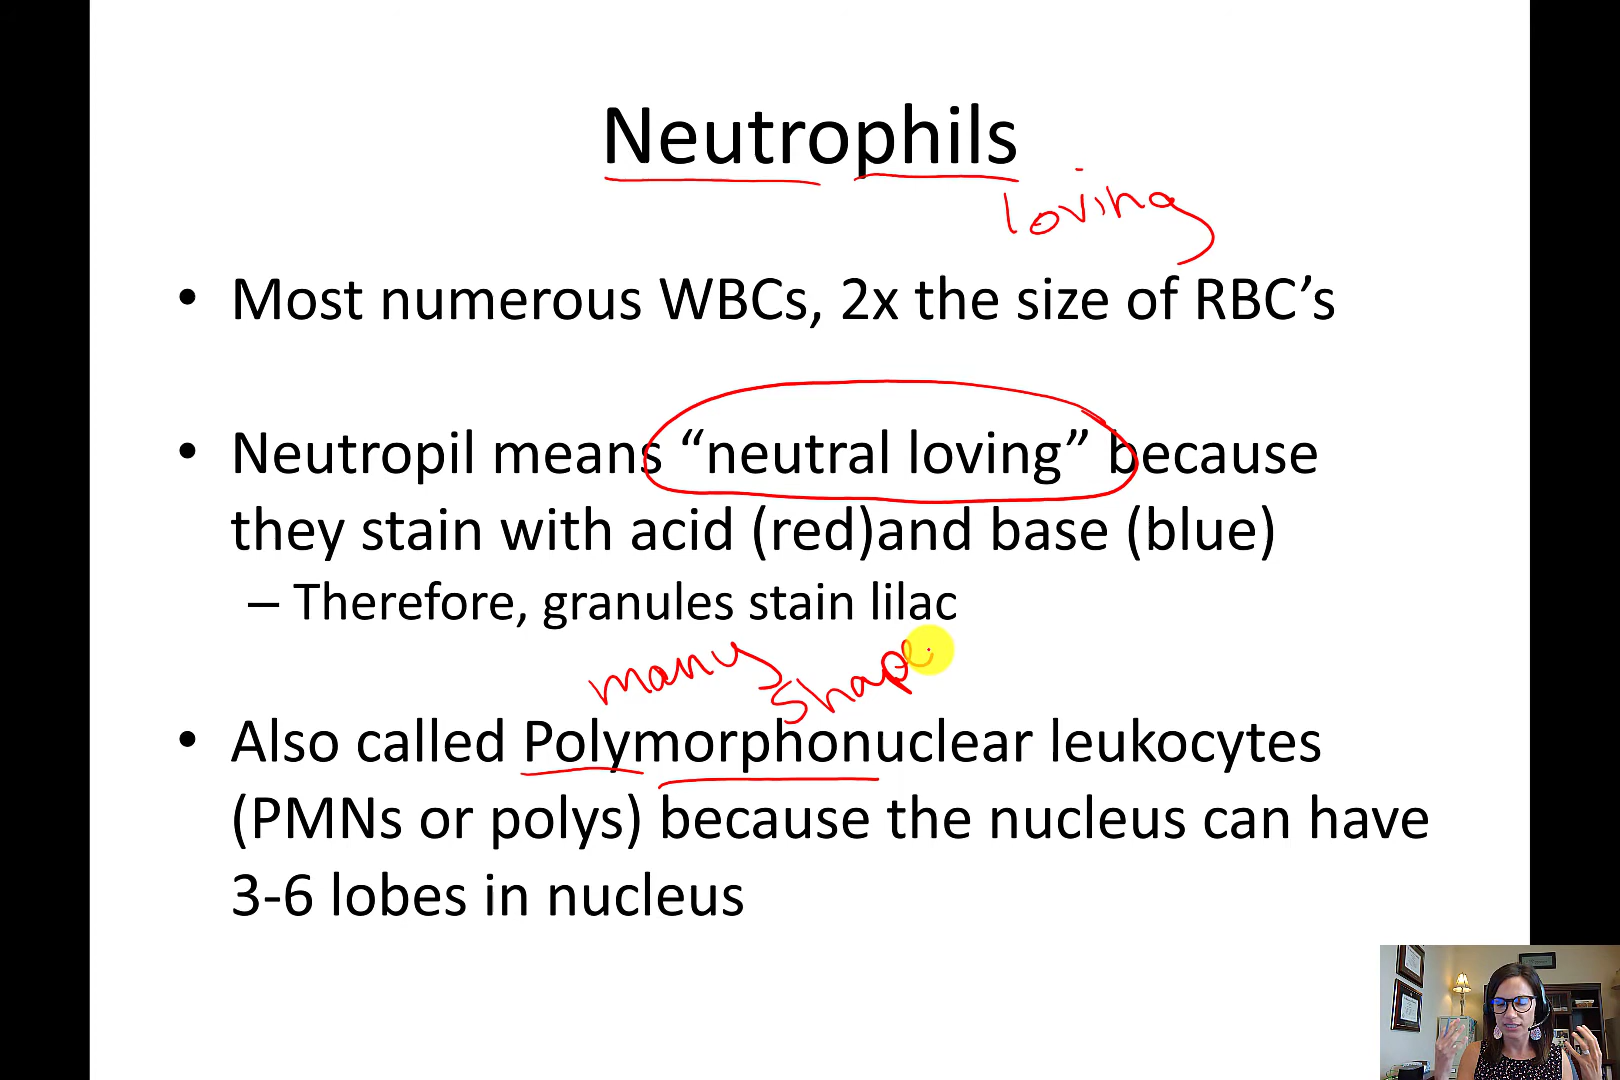 Neutrophils
loving
• Most numerous WBCs, 2x the size of RBC’s
• Neutropil means “neutral loving” because
they stain with acid (red)and base (blue)
– Therefore, granules stain lilac
many shape
• Also called Polymorphonuclear leukocytes
(PMNs or polys) because the nucleus can have
3-6 lobes in nucleus